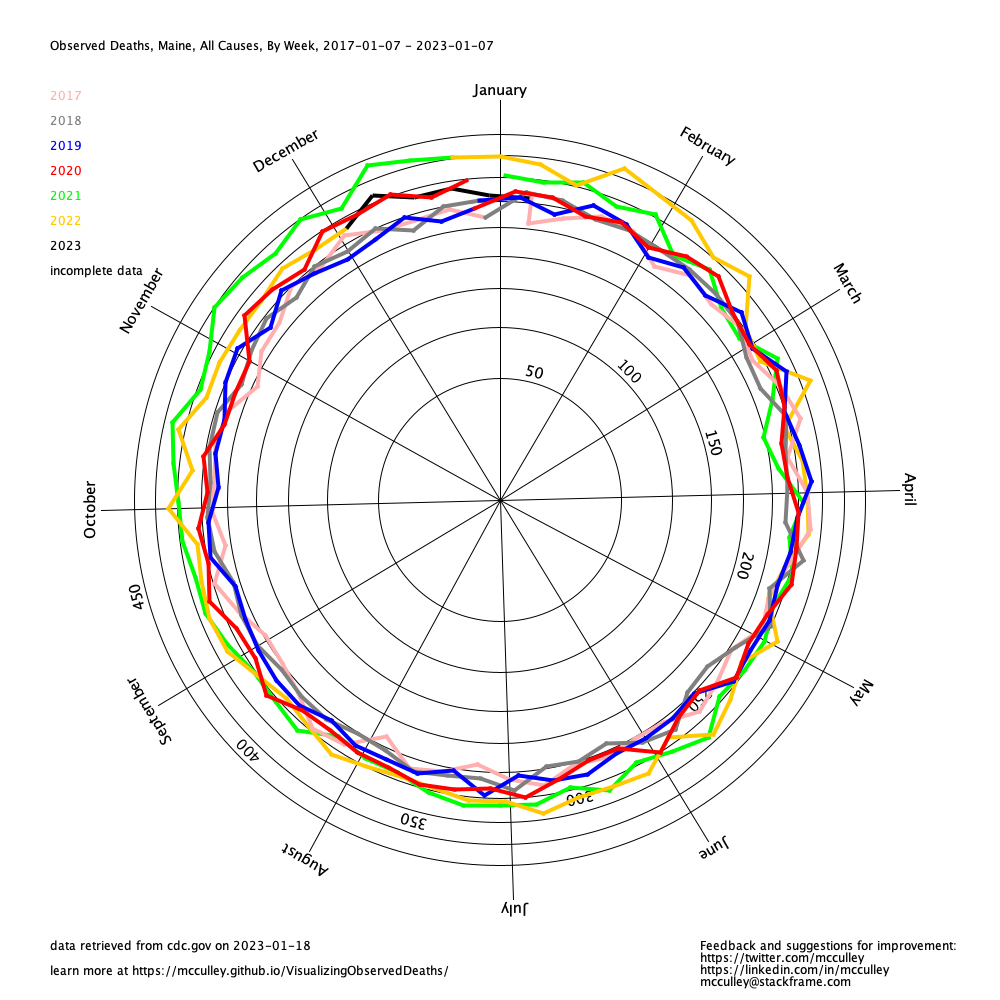 Observed Deaths, Maine, All Causes, By Week, 2017-01-07 - 2023-01-07
2017
2018
2019
2020
2021
2022
2023
incomplete data
January
February
March
April
May
June
July
August
September
October
November
December
50
100
150
200
250
300
350
400
450
data retrieved from cdc.gov on 2023-01-18
learn more at https://mcculley.github.io/VisualizingObservedDeaths/
Feedback and suggestions for improvement:
https://twitter.com/mcculley
https://linkedin.com/in/mcculley
mcculley@stackframe.com